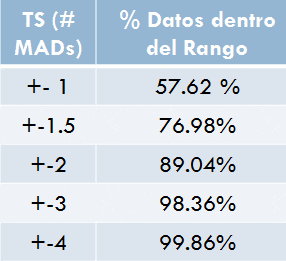 TS (# MADs) % Datos dentro del Rango
+- 1 57.62 %
+-1.5 76.98%
+-2 89.04%
+-3 98.36%
+-4 99.86%